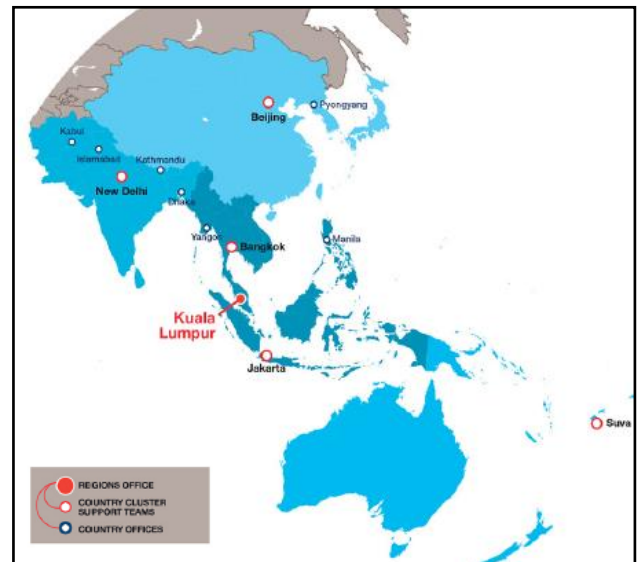 Pyongyang
Beijing
Kabul
Islamabad
Kathmandu
New Delhi
Dhaka
Yangon
Bangkok
Manila
Kuala
Lumpur
Jakarta
Suva
REGIONS OFFICE
COUNTRY CLUSTER
SUPPORT TEAMS
COUNTRY OFFICES